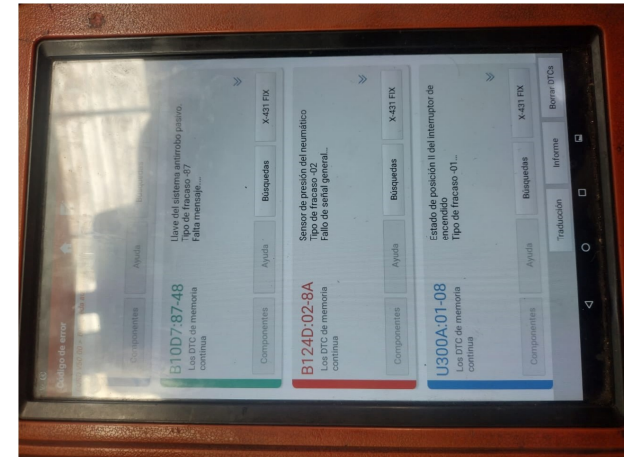 Código de error
Componentes
Ayuda
B10D7:87-48
Los DTC de memoria
continua
Llave del sistema antirrobo pasivo.
Tipo de fracaso -87
Falta mensaje...
Componentes
Ayuda
Búsquedas
X-431 FIX
B124D:02-8A
Los DTC de memoria
continua
Sensor de presión del neumático
Tipo de fracaso -02
Fallo de señal general...
Componentes
Ayuda
Búsquedas
X-431 FIX
U300A:01-08
Los DTC de memoria
continua
Estado de posición II del interruptor de
encendido
Tipo de fracaso -01...
Componentes
Ayuda
Búsquedas
X-431 FIX
Traducción
Informe
Borrar DTCs